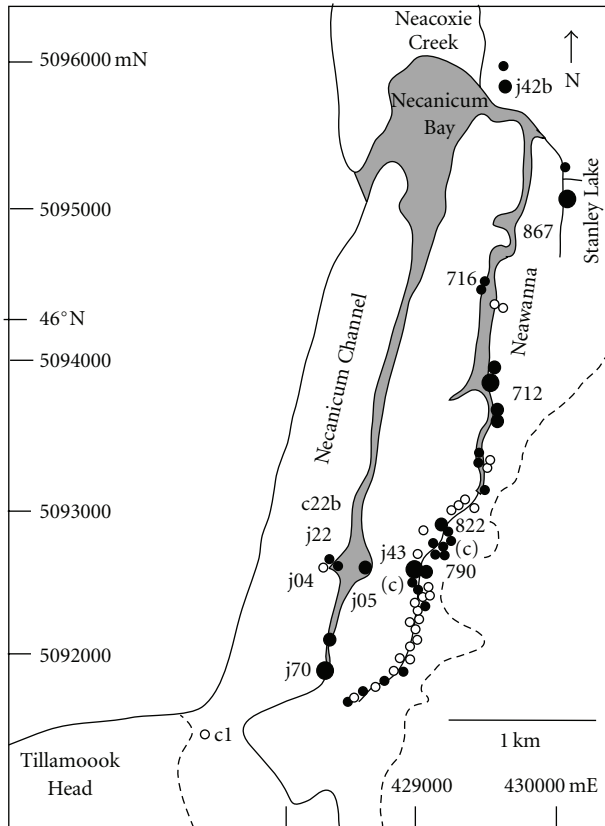 Neacoxie
Creek
5096000 mN
N
j42b
Necanicum
Bay
Stanley Lake
5095000
867
716
Neawanna
46°N
Necanicum Channel
5094000
712
c22b
5093000
822
j22
j43
(c)
j04
790
(c)
j05
5092000
j70
c1
1 km
Tillamoook
Head
429000
430000 mE